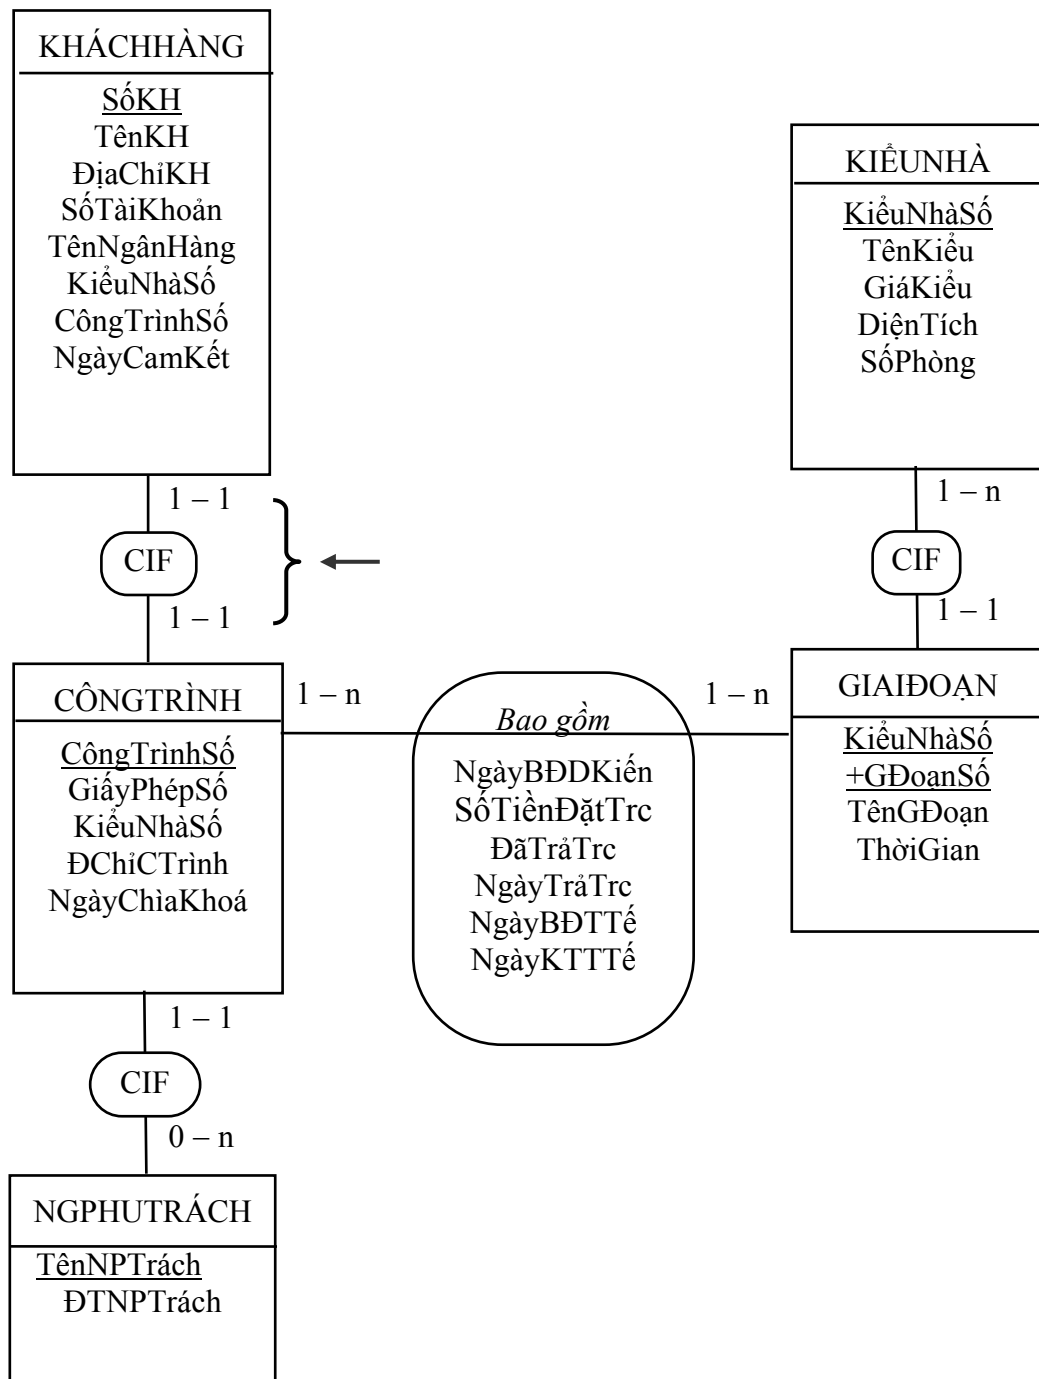 KHÁCHHÀNG
SốKH
TênKH
ĐịaChỉKH
SốTàiKhoản
TênNgânHàng
KiểuNhàSố
CôngTrìnhSố
NgàyCamKết
KIỂUNHÀ
KiểuNhàSố
TênKiểu
GiáKiểu
DiệnTích
SốPhòng
1 – 1
CIF
1 – 1
1 – n
CIF
1 – 1
CÔNGTRÌNH
CôngTrìnhSố
GiấyPhépSố
KiểuNhàSố
ĐChỉCTrình
NgàyChìaKhoá
1 – n
Bao gồm
NgàyBĐDKiến
SốTiềnĐặtTrc
ĐãTrảTrc
NgàyTrảTrc
NgàyBĐTTế
NgàyKTTTế
1 – n
GIAIĐOẠN
KiểuNhàSố
+GĐoạnSố
TênGĐoạn
ThờiGian
1 – 1
CIF
0 – n
NGPHUTRÁCH
TênNPTrách
ĐTNPTrách